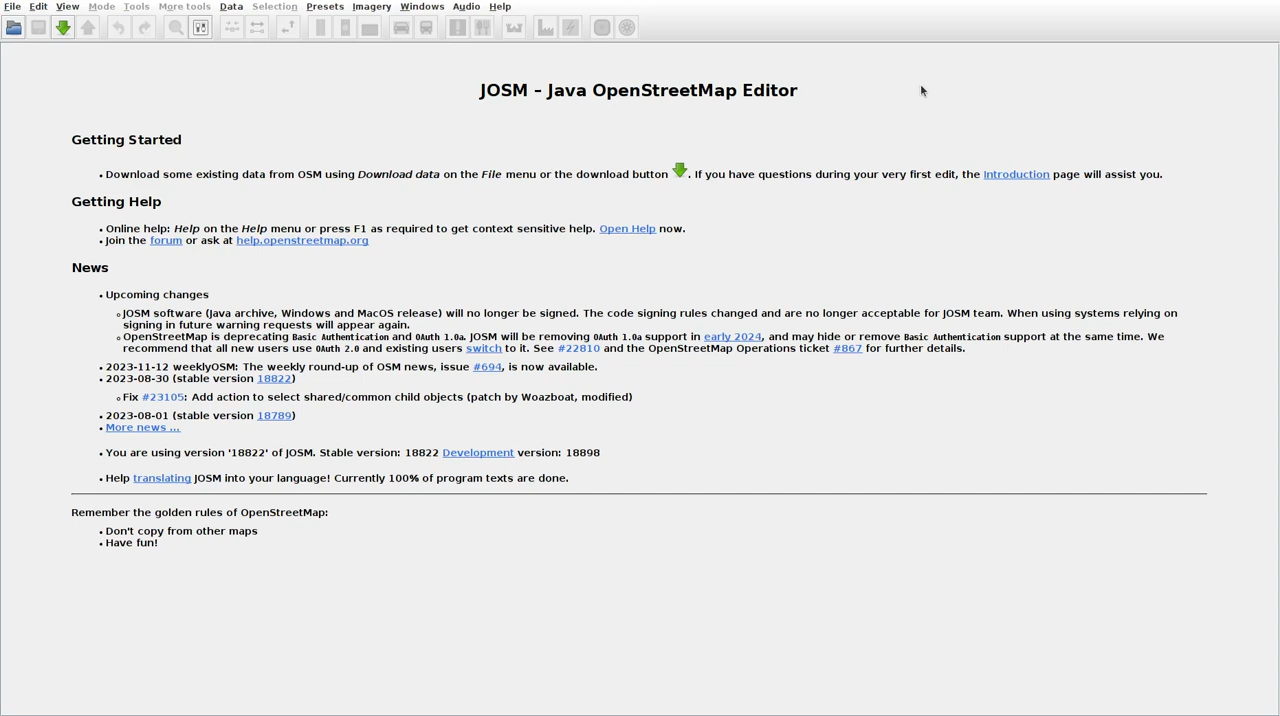 File Edit View Mode Tools More tools Data Selection Presets Imagery Windows Audio Help
JOSM – Java OpenStreetMap Editor
Getting Started
• Download some existing data from OSM using Download data on the File menu or the download button . If you have questions during your very first edit, the Introduction page will assist you.
Getting Help
• Online help: Help on the Help menu or press F1 as required to get context sensitive help. Open Help now.
• Join the forum or ask at help.openstreetmap.org
News
• Upcoming changes
◦ JOSM software (Java archive, Windows and MacOS release) will no longer be signed. The code signing rules changed and are no longer acceptable for JOSM team. When using systems relying on
signing in future warning requests will appear again.
◦ OpenStreetMap is deprecating Basic Authentication and OAuth 1.0a. JOSM will be removing OAuth 1.0a support in early 2024, and may hide or remove Basic Authentication support at the same time. We
recommend that all new users use OAuth 2.0 and existing users switch to it. See #22810 and the OpenStreetMap Operations ticket #867 for further details.
• 2023-11-12 weeklyOSM: The weekly round-up of OSM news, issue #694, is now available.
• 2023-08-30 (stable version 18822)
◦ Fix #23105: Add action to select shared/common child objects (patch by Woazboat, modified)
• 2023-08-01 (stable version 18789)
• More news ...
• You are using version '18822' of JOSM. Stable version: 18822 Development version: 18898
• Help translating JOSM into your language! Currently 100% of program texts are done.
Remember the golden rules of OpenStreetMap:
• Don't copy from other maps
• Have fun!